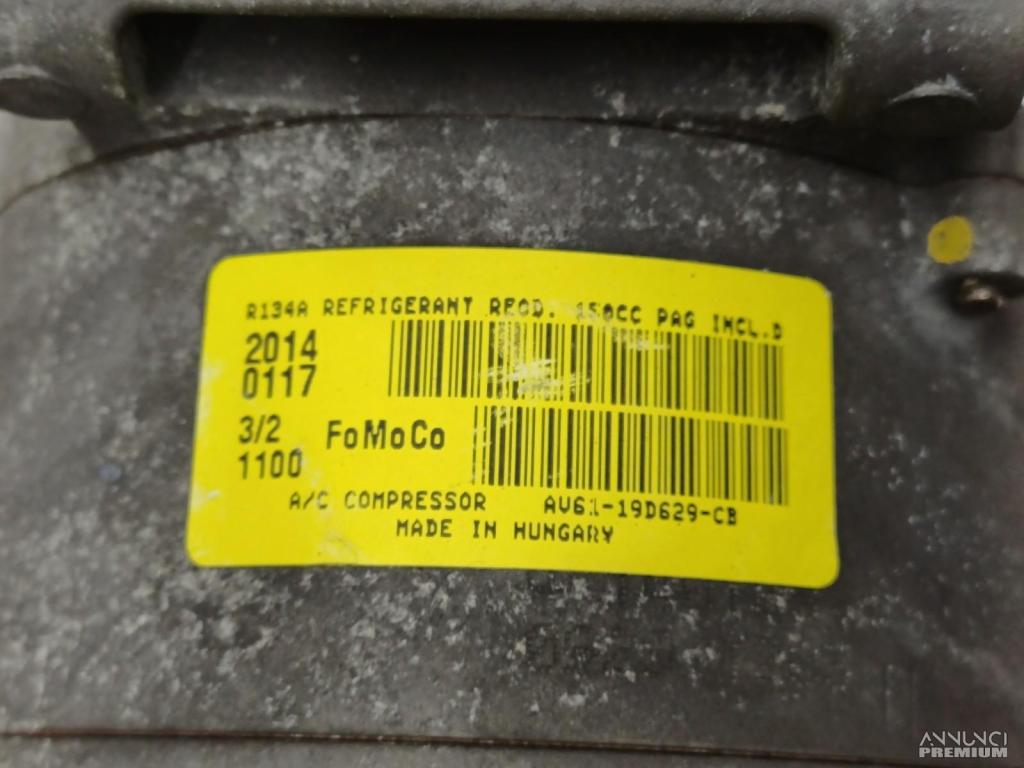 R134A REFRIGERANT REQD. 150CC PAG INCL.D
2014
0117
3/2
1100
FoMoCo
A/C COMPRESSOR AV61-19D629-CB
MADE IN HUNGARY
ANNUNCI
PREMIUM